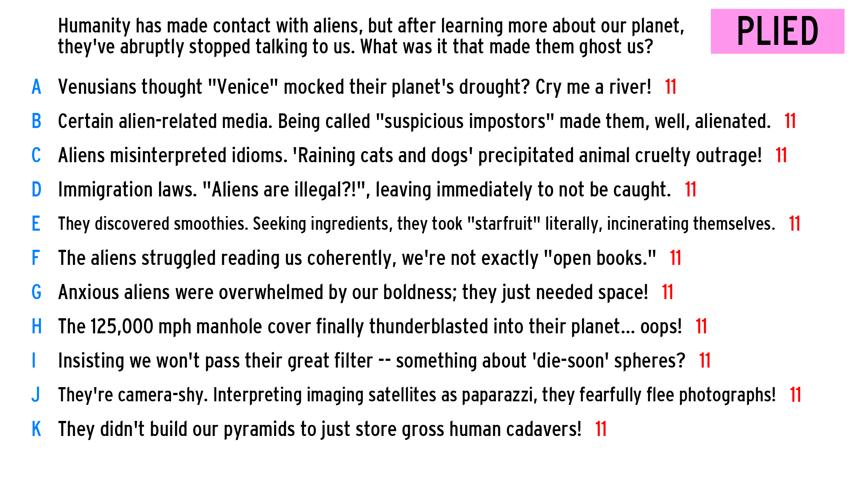 Humanity has made contact with aliens, but after learning more about our planet,
they've abruptly stopped talking to us. What was it that made them ghost us?
PLIED
A Venusians thought "Venice" mocked their planet's drought? Cry me a river! 11
B Certain alien-related media. Being called "suspicious impostors" made them, well, alienated. 11
C Aliens misinterpreted idioms. 'Raining cats and dogs' precipitated animal cruelty outrage! 11
D Immigration laws. "Aliens are illegal?!", leaving immediately to not be caught. 11
E They discovered smoothies. Seeking ingredients, they took "starfruit" literally, incinerating themselves. 11
F The aliens struggled reading us coherently, we're not exactly "open books." 11
G Anxious aliens were overwhelmed by our boldness; they just needed space! 11
H The 125,000 mph manhole cover finally thunderblasted into their planet... oops! 11
I Insisting we won't pass their great filter -- something about 'die-soon' spheres? 11
J They're camera-shy. Interpreting imaging satellites as paparazzi, they fearfully flee photographs! 11
K They didn't build our pyramids to just store gross human cadavers! 11